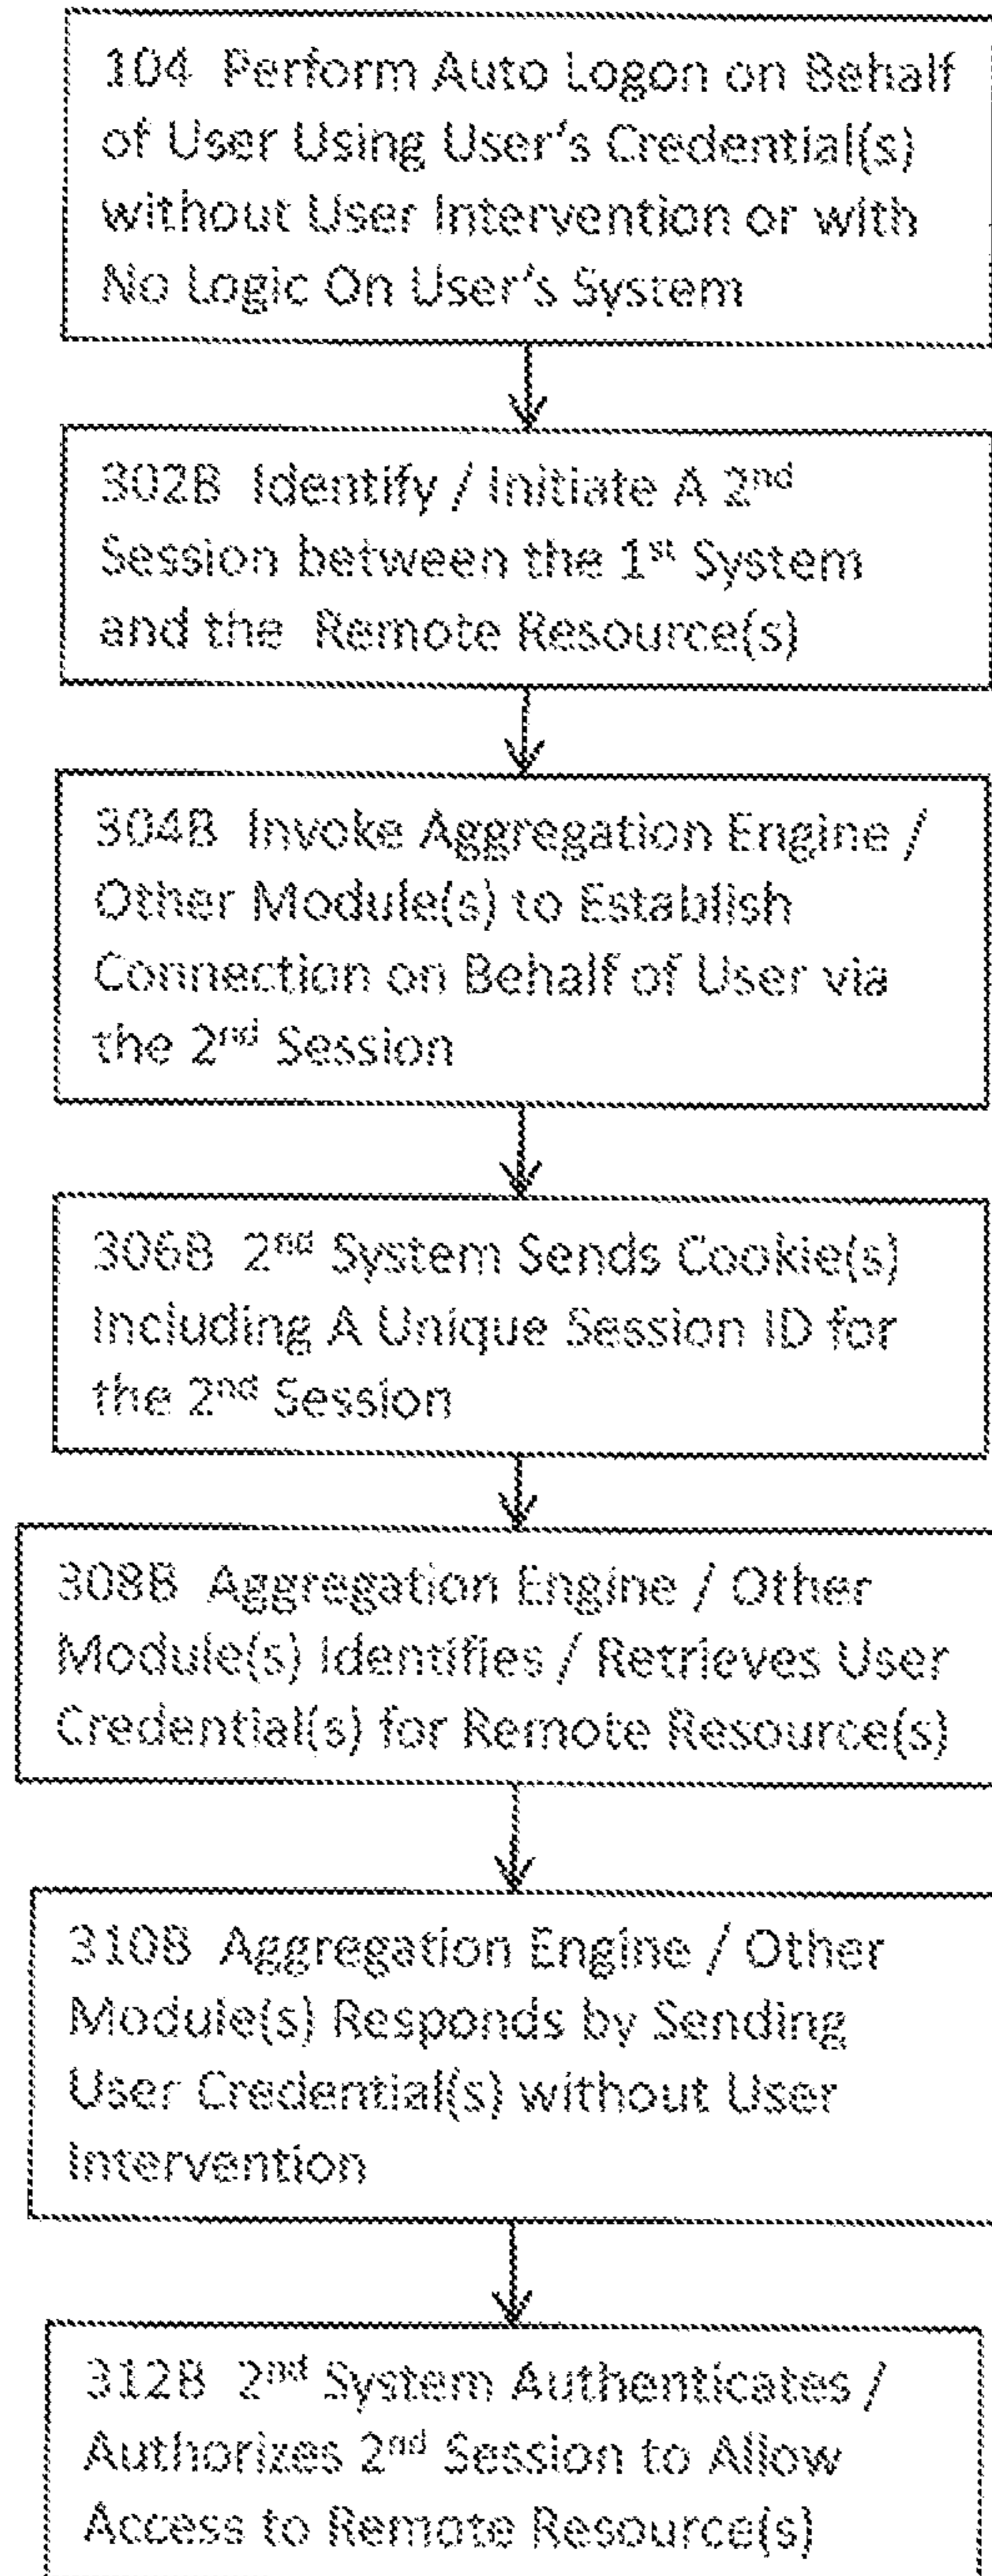 104 Perform Auto Logon on Behalf
of User Using User's Credential(s)
without User Intervention or with
No Logic On User's System
302B Identify / Initiate A 2nd
Session between the 1st System
and the Remote Resource(s)
304B Invoke Aggregation Engine /
Other Module(s) to Establish
Connection on Behalf of User via
the 2nd Session
306B 2nd System Sends Cookie(s)
Including A Unique Session ID for
the 2nd Session
308B Aggregation Engine / Other
Module(s) Identifies / Retrieves User
Credential(s) for Remote Resource(s)
310B Aggregation Engine / Other
Module(s) Responds by Sending
User Credential(s) without User
Intervention
312B 2nd System Authenticates /
Authorizes 2nd Session to Allow
Access to Remote Resource(s)